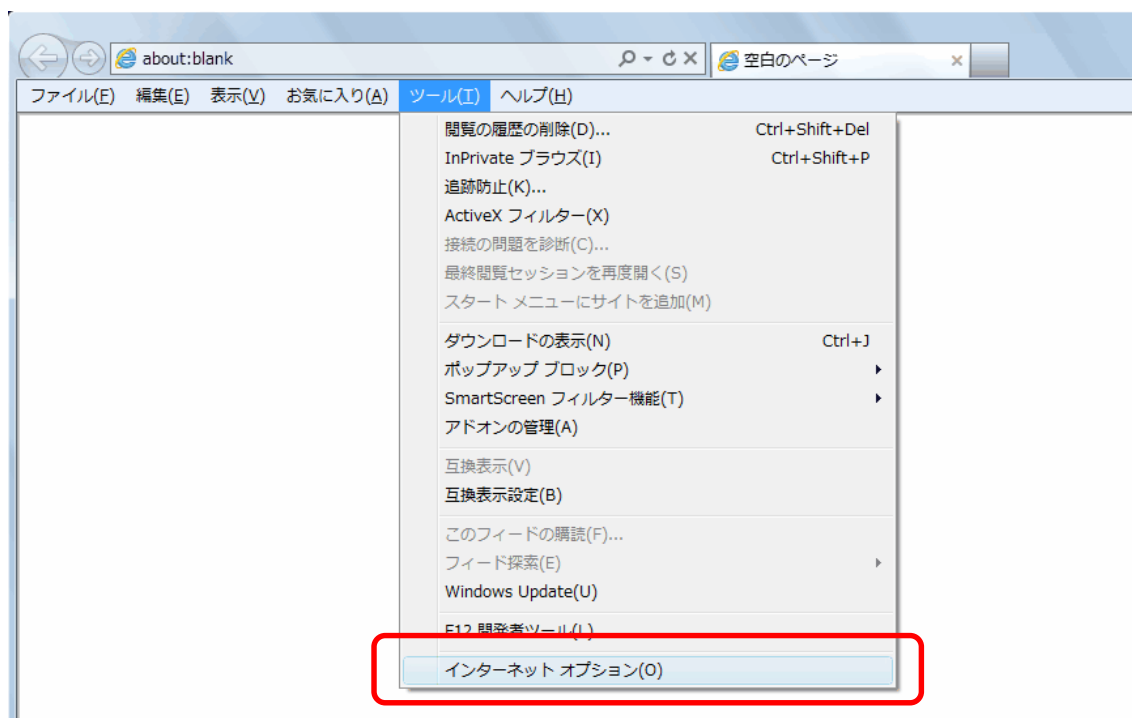 about:blank
空白のページ
ファイル(F) 編集(E) 表示(V) お気に入り(A) ツール(T) ヘルプ(H)
閲覧の履歴の削除(D)... Ctrl+Shift+Del
InPrivate ブラウズ(I) Ctrl+Shift+P
追跡防止(K)...
ActiveX フィルター(X)
接続の問題を診断(C)...
最終閲覧セッションを再度開く(S)
スタート メニューにサイトを追加(M)
ダウンロードの表示(N) Ctrl+J
ポップアップ ブロック(P)
SmartScreen フィルター機能(T)
アドオンの管理(A)
互換表示(V)
互換表示設定(B)
このフィードの購読(F)...
フィード探索(E)
Windows Update(U)
F12 開発者ツール(L)
インターネット オプション(O)